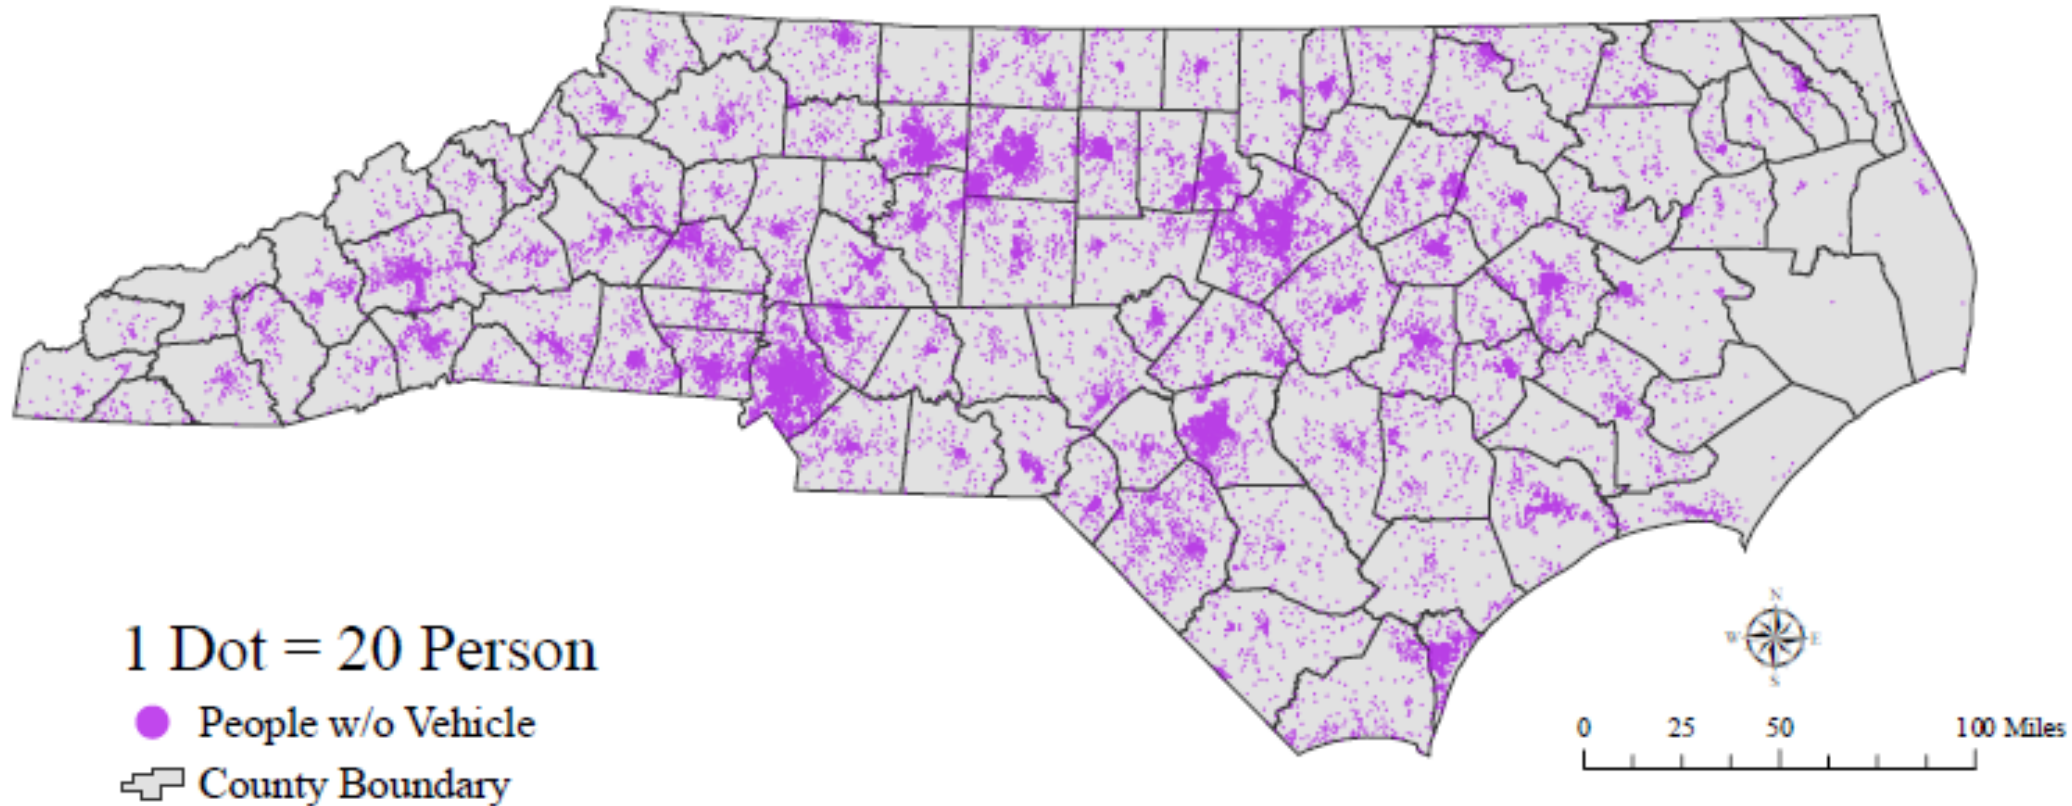 1 Dot = 20 Person
People w/o Vehicle
County Boundary
N
W E
S
0 25 50 100 Miles